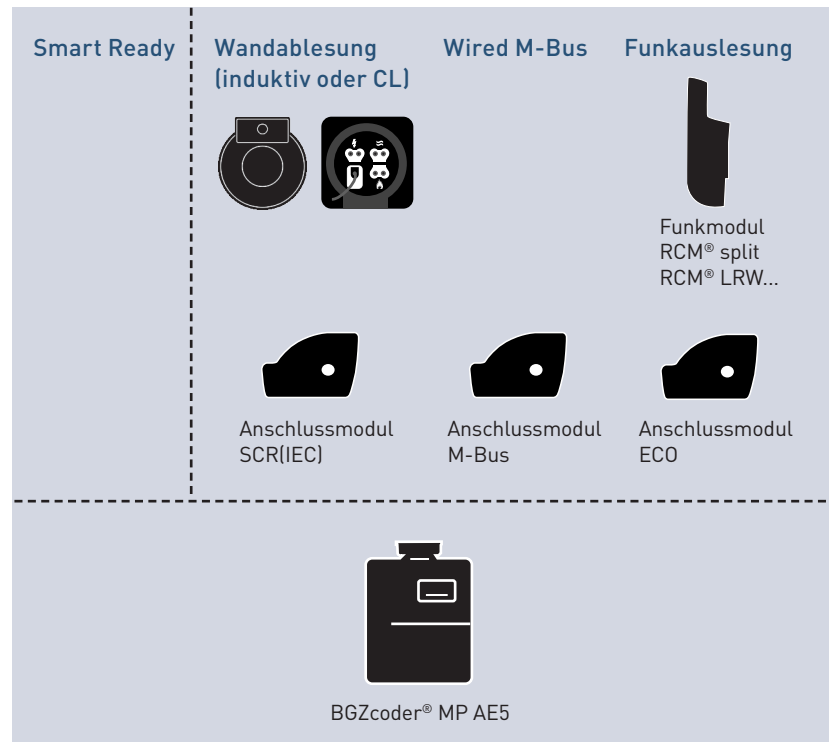 Smart Ready
Wandablesung
(induktiv oder CL)
Wired M-Bus
Funkauslesung
Funkmodul
RCM® split
RCM® LRW...
Anschlussmodul
SCR(IEC)
Anschlussmodul
M-Bus
Anschlussmodul
ECO
BGZcoder® MP AE5